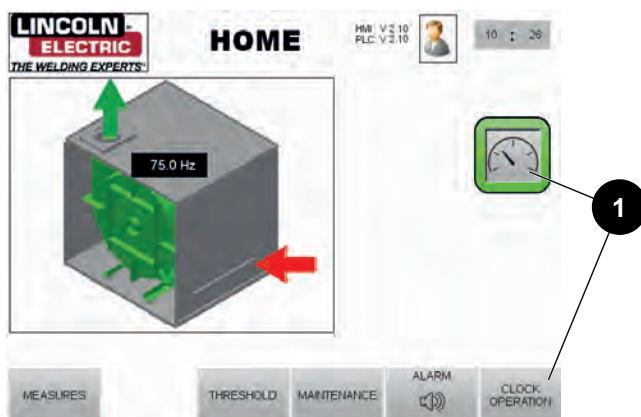 LINCOLN
ELECTRIC
THE WELDING EXPERTS®
HOME
HMI V 2.10
PLC V 2.10
10 : 26
75.0 Hz
1
MEASURES
THRESHOLD
MAINTENANCE
ALARM
CLOCK
OPERATION